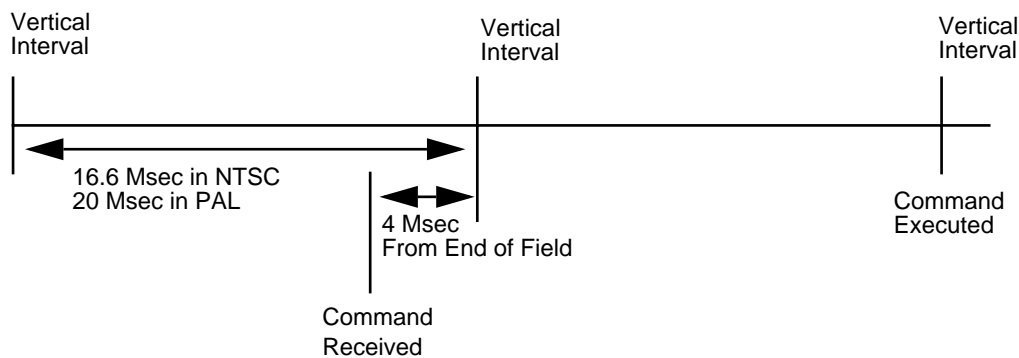 Vertical
Interval
Vertical
Interval
Vertical
Interval
16.6 Msec in NTSC
20 Msec in PAL
4 Msec
From End of Field
Command
Executed
Command
Received